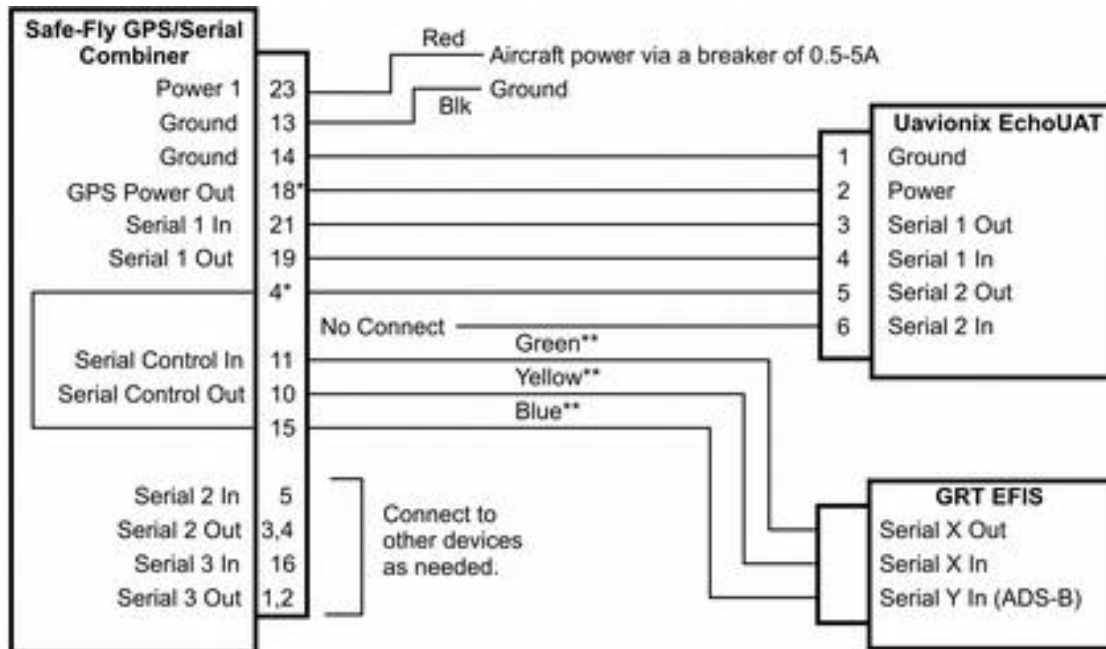 Safe-Fly GPS/Serial
Combiner
Red
Aircraft power via a breaker of 0.5-5A
Power 1 23
Ground
Blk
Ground 13
Uavionix EchoUAT
Ground 14
1 Ground
GPS Power Out 18*
2 Power
Serial 1 In 21
3 Serial 1 Out
Serial 1 Out 19
4 Serial 1 In
4*
5 Serial 2 Out
No Connect
6 Serial 2 In
Green**
Serial Control In 11
Yellow**
Serial Control Out 10
Blue**
15
Serial 2 In 5
Serial 2 Out 3,4
Serial 3 In 16
Serial 3 Out 1,2
Connect to
other devices
as needed.
GRT EFIS
Serial X Out
Serial X In
Serial Y In (ADS-B)